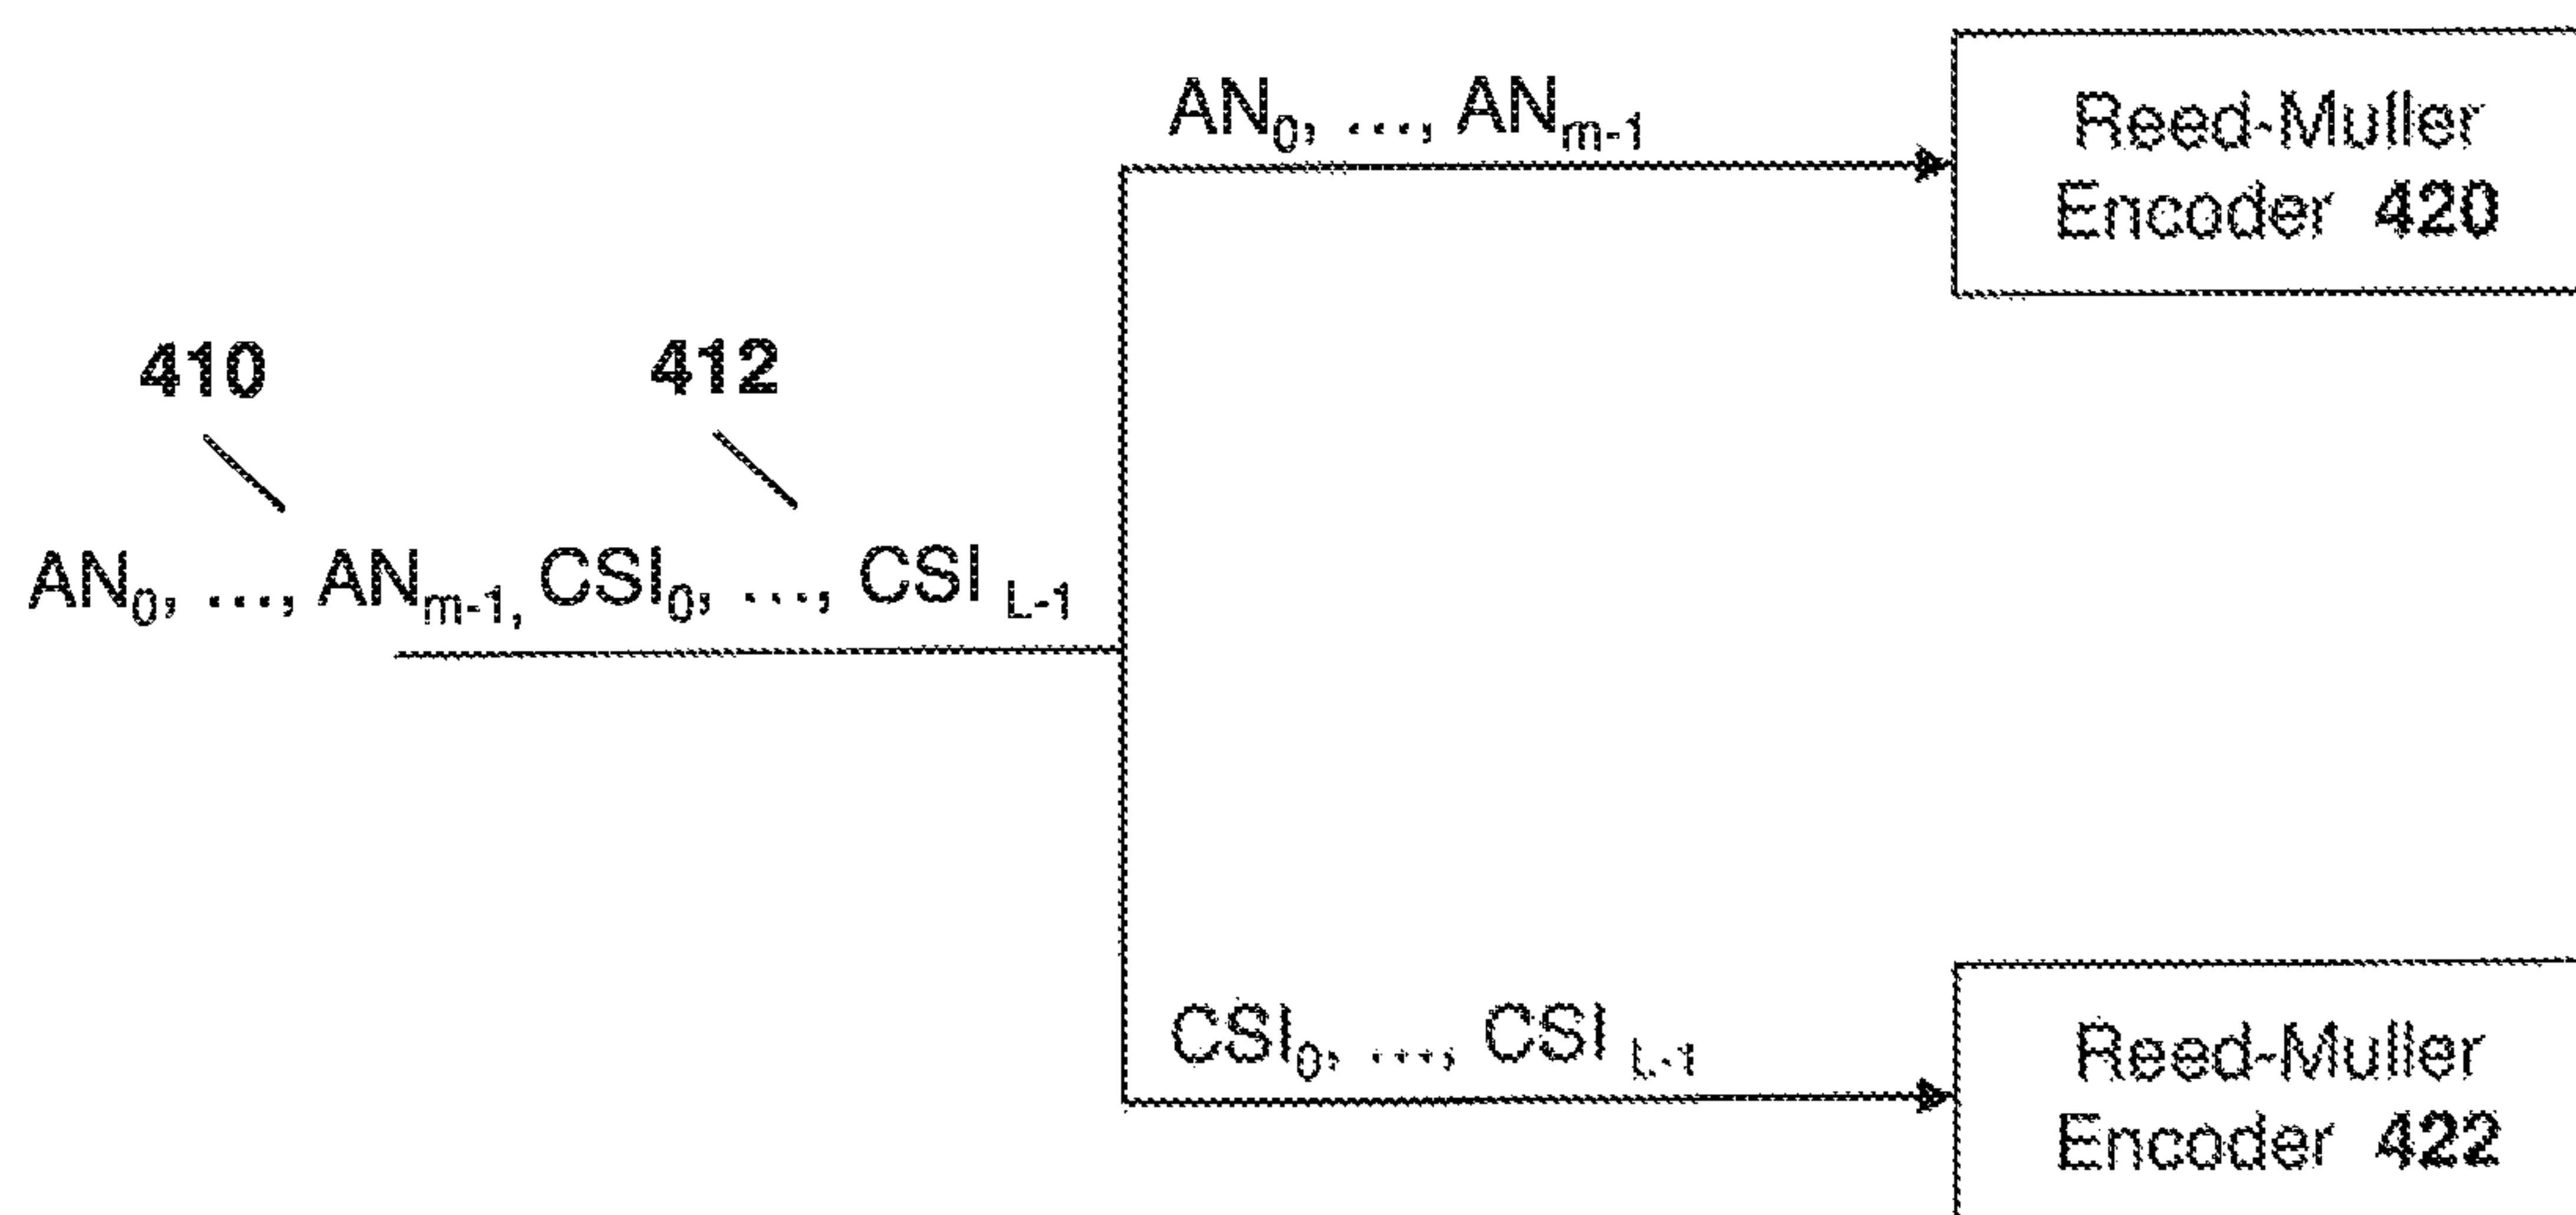 AN₀, ..., ANₘ₋₁
Reed-Muller
Encoder 420
410
412
AN₀, ..., ANₘ₋₁, CSI₀, ..., CSI L-1
CSI₀, ..., CSI L-1
Reed-Muller
Encoder 422